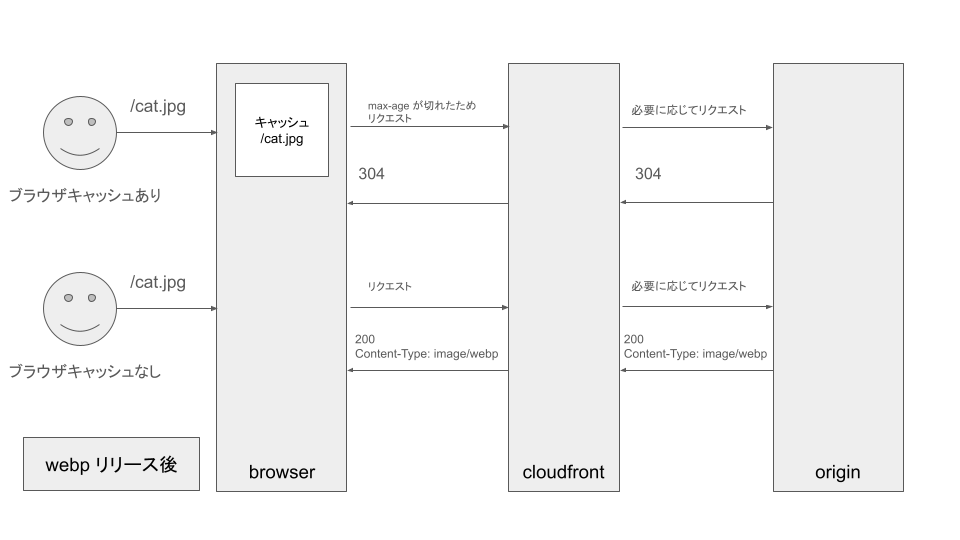 /cat.jpg
ブラウザキャッシュあり
キャッシュ
/cat.jpg
max-age が切れたため
リクエスト
必要に応じてリクエスト
304
304
/cat.jpg
ブラウザキャッシュなし
リクエスト
必要に応じてリクエスト
200
Content-Type: image/webp
200
Content-Type: image/webp
webp リリース後
browser
cloudfront
origin